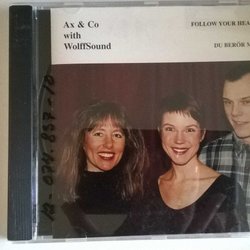 Ax & Co
with
WolffSound
FOLLOW YOUR HEA
DU BERÖR M